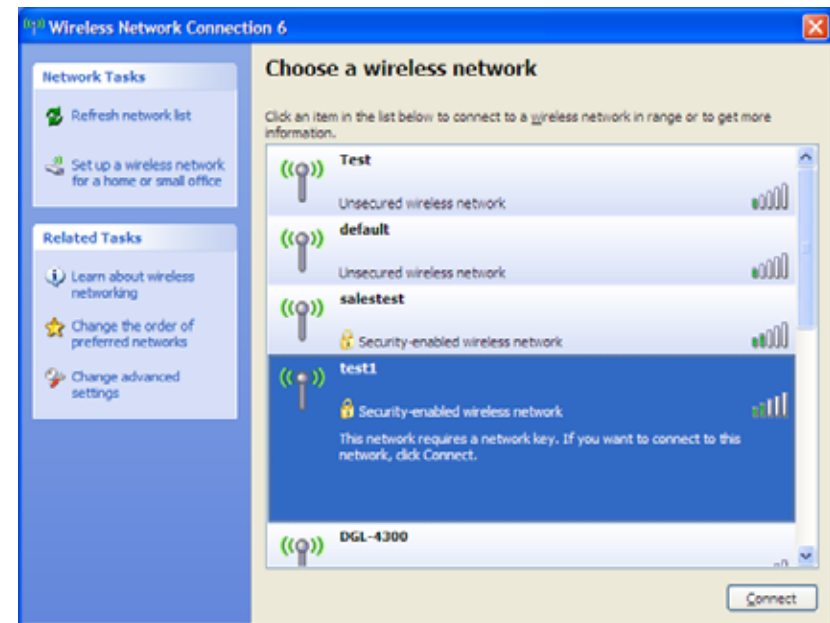 Wireless Network Connection 6
Network Tasks
Refresh network list
Set up a wireless network
for a home or small office
Related Tasks
Learn about wireless
networking
Change the order of
preferred networks
Change advanced
settings
Choose a wireless network
Click an item in the list below to connect to a wireless network in range or to get more
information.
Test
Unsecured wireless network
default
Unsecured wireless network
salestest
Security-enabled wireless network
test1
Security-enabled wireless network
This network requires a network key. If you want to connect to this
network, click Connect.
DGL-4300
Connect